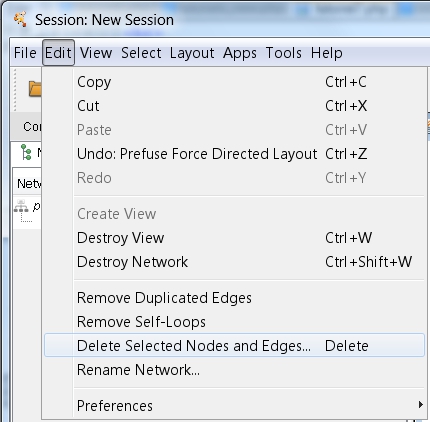 Session: New Session
File Edit View Select Layout Apps Tools Help
Copy Ctrl+C
Cut Ctrl+X
Paste Ctrl+V
Undo: Prefuse Force Directed Layout Ctrl+Z
Redo Ctrl+Y
Create View
Destroy View Ctrl+W
Destroy Network Ctrl+Shift+W
Remove Duplicated Edges
Remove Self-Loops
Delete Selected Nodes and Edges... Delete
Rename Network...
Preferences